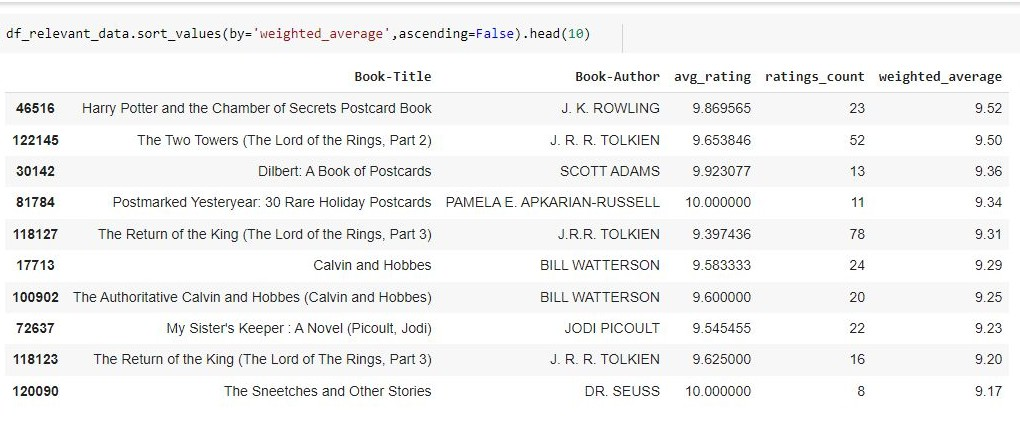 df_relevant_data.sort_values(by='weighted_average',ascending=False).head(10)
Book-Title Book-Author avg_rating ratings_count weighted_average
46516 Harry Potter and the Chamber of Secrets Postcard Book J. K. ROWLING 9.869565 23 9.52
122145 The Two Towers (The Lord of the Rings, Part 2) J. R. R. TOLKIEN 9.653846 52 9.50
30142 Dilbert: A Book of Postcards SCOTT ADAMS 9.923077 13 9.36
81784 Postmarked Yesteryear: 30 Rare Holiday Postcards PAMELA E. APKARIAN-RUSSELL 10.000000 11 9.34
118127 The Return of the King (The Lord of the Rings, Part 3) J.R.R. TOLKIEN 9.397436 78 9.31
17713 Calvin and Hobbes BILL WATTERSON 9.583333 24 9.29
100902 The Authoritative Calvin and Hobbes (Calvin and Hobbes) BILL WATTERSON 9.600000 20 9.25
72637 My Sister's Keeper : A Novel (Picoult, Jodi) JODI PICOULT 9.545455 22 9.23
118123 The Return of the King (The Lord of The Rings, Part 3) J. R. R. TOLKIEN 9.625000 16 9.20
120090 The Sneetches and Other Stories DR. SEUSS 10.000000 8 9.17